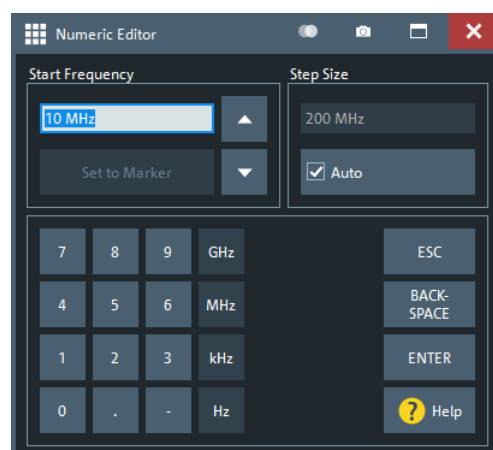 Numeric Editor
Start Frequency
Step Size
10 MHz
200 MHz
Set to Marker
Auto
7 8 9 GHz ESC
4 5 6 MHz BACK-
SPACE
1 2 3 kHz ENTER
0 . - Hz ? Help